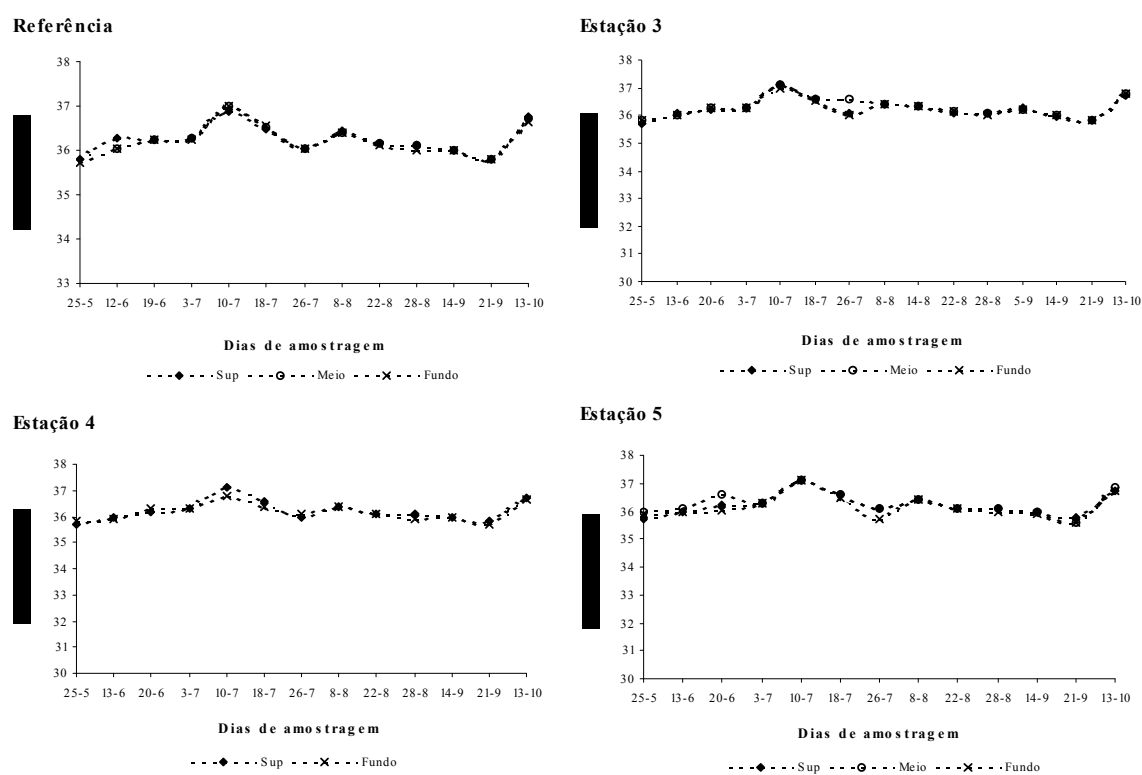 Referência
38
37
36
35
34
33
25-5 12-6 19-6 3-7 10-7 18-7 26-7 8-8 22-8 28-8 14-9 21-9 13-10
Dias de amostragem
Sup Meio Fundo
Estação 3
38
37
36
35
34
33
32
31
30
25-5 13-6 20-6 3-7 10-7 18-7 26-7 8-8 14-8 22-8 28-8 5-9 14-9 21-9 13-10
Dias de amostragem
Sup Meio Fundo
Estação 4
38
37
36
35
34
33
32
31
30
25-5 13-6 20-6 3-7 10-7 18-7 26-7 8-8 22-8 28-8 14-9 21-9 13-10
Dias de amostragem
Sup Fundo
Estação 5
38
37
36
35
34
33
32
31
30
25-5 13-6 20-6 3-7 10-7 18-7 26-7 8-8 22-8 28-8 14-9 21-9 13-10
Dias de amostragem
Sup Meio Fundo